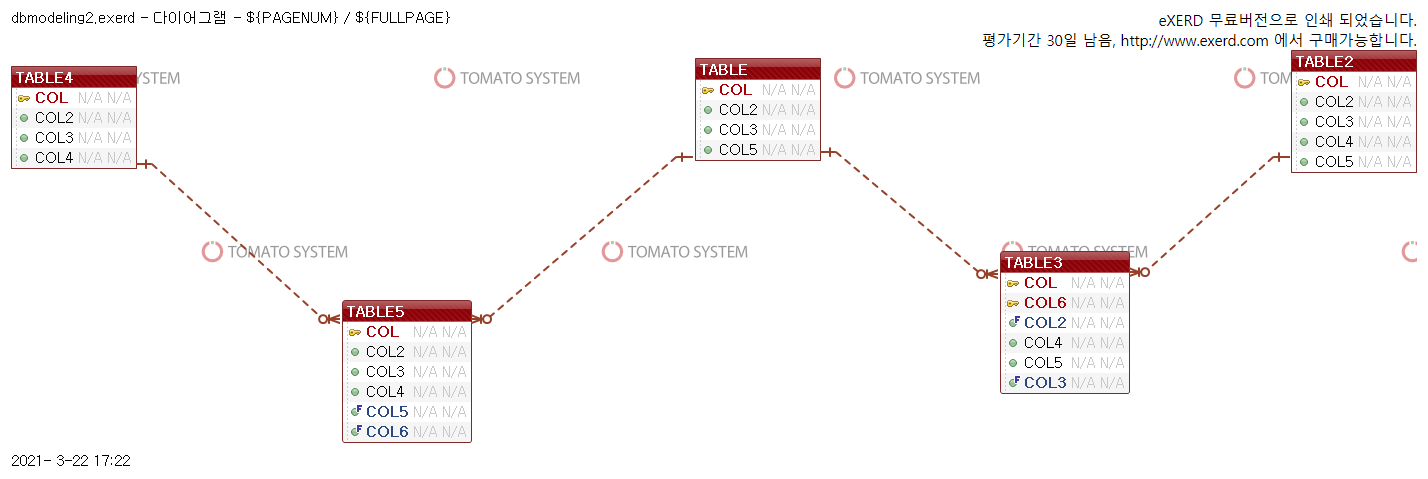 dbmodeling2.exerd - 다이어그램 - ${PAGENUM} / ${FULLPAGE}
eXERD 무료버전으로 인쇄 되었습니다.
평가기간 30일 남음, http://www.exerd.com 에서 구매가능합니다.
TABLE4
COL N/A N/A
COL2 N/A N/A
COL3 N/A N/A
COL4 N/A N/A
YSTEM
TOMATO SYSTEM
TABLE
COL N/A N/A
COL2 N/A N/A
COL3 N/A N/A
COL5 N/A N/A
TOMATO SYSTEM
TOM
TABLE2
COL N/A N/A
COL2 N/A N/A
COL3 N/A N/A
COL4 N/A N/A
COL5 N/A N/A
TOMATO SYSTEM
TOMATO SYSTEM
TOMATO SYSTEM
TABLE3
COL N/A N/A
COL6 N/A N/A
COL2 N/A N/A
COL4 N/A N/A
COL5 N/A N/A
COL3 N/A N/A
TABLE5
COL N/A N/A
COL2 N/A N/A
COL3 N/A N/A
COL4 N/A N/A
COL5 N/A N/A
COL6 N/A N/A
2021- 3-22 17:22